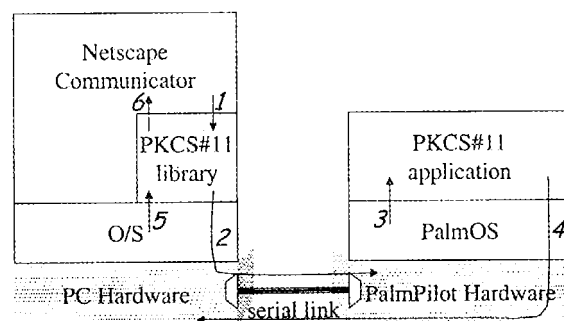 Netscape
Communicator
6 1
PKCS#11
library
O/S
5
2
PC Hardware
serial link
PKCS#11
application
3
4
PalmOS
PalmPilot Hardware